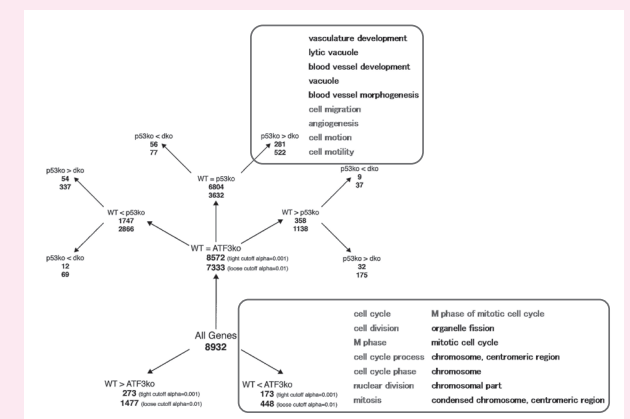 vasculature development
lytic vacuole
blood vessel development
vacuole
blood vessel morphogenesis
cell migration
angiogenesis
cell motion
cell motility
p53ko < dko
56
77
p53ko > dko
281
522
p53ko > dko
54
337
WT = p53ko
6804
3632
p53ko < dko
9
37
WT < p53ko
1747
2866
WT > p53ko
358
1138
p53ko < dko
12
69
WT = ATF3ko
8572 (tight cutoff alpha=0.001)
7333 (loose cutoff alpha=0.01)
p53ko > dko
32
175
All Genes
8932
WT > ATF3ko
273 (tight cutoff alpha=0.001)
1477 (loose cutoff alpha=0.01)
WT < ATF3ko
173 (tight cutoff alpha=0.001)
448 (loose cutoff alpha=0.01)
cell cycle M phase of mitotic cell cycle
cell division organelle fission
M phase mitotic cell cycle
cell cycle process chromosome, centromeric region
cell cycle phase chromosome
nuclear division chromosomal part
mitosis condensed chromosome, centromeric region